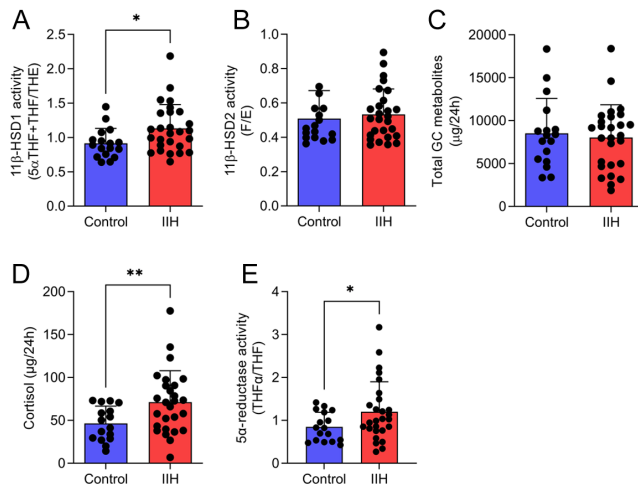 A
11β-HSD1 activity
(5αTHF+THF/THE)
2.5
2.0
1.5
1.0
0.5
0.0
*
Control
IIH
B
11β-HSD2 activity
(F/E)
1.0
0.8
0.6
0.4
0.2
0.0
Control
IIH
C
Total GC metabolites
(µg/24h)
20000
15000
10000
5000
0
Control
IIH
D
Cortisol (µg/24h)
200
150
100
50
0
**
Control
IIH
E
5α-reductase activity
(THFα/THF)
4
3
2
1
0
*
Control
IIH